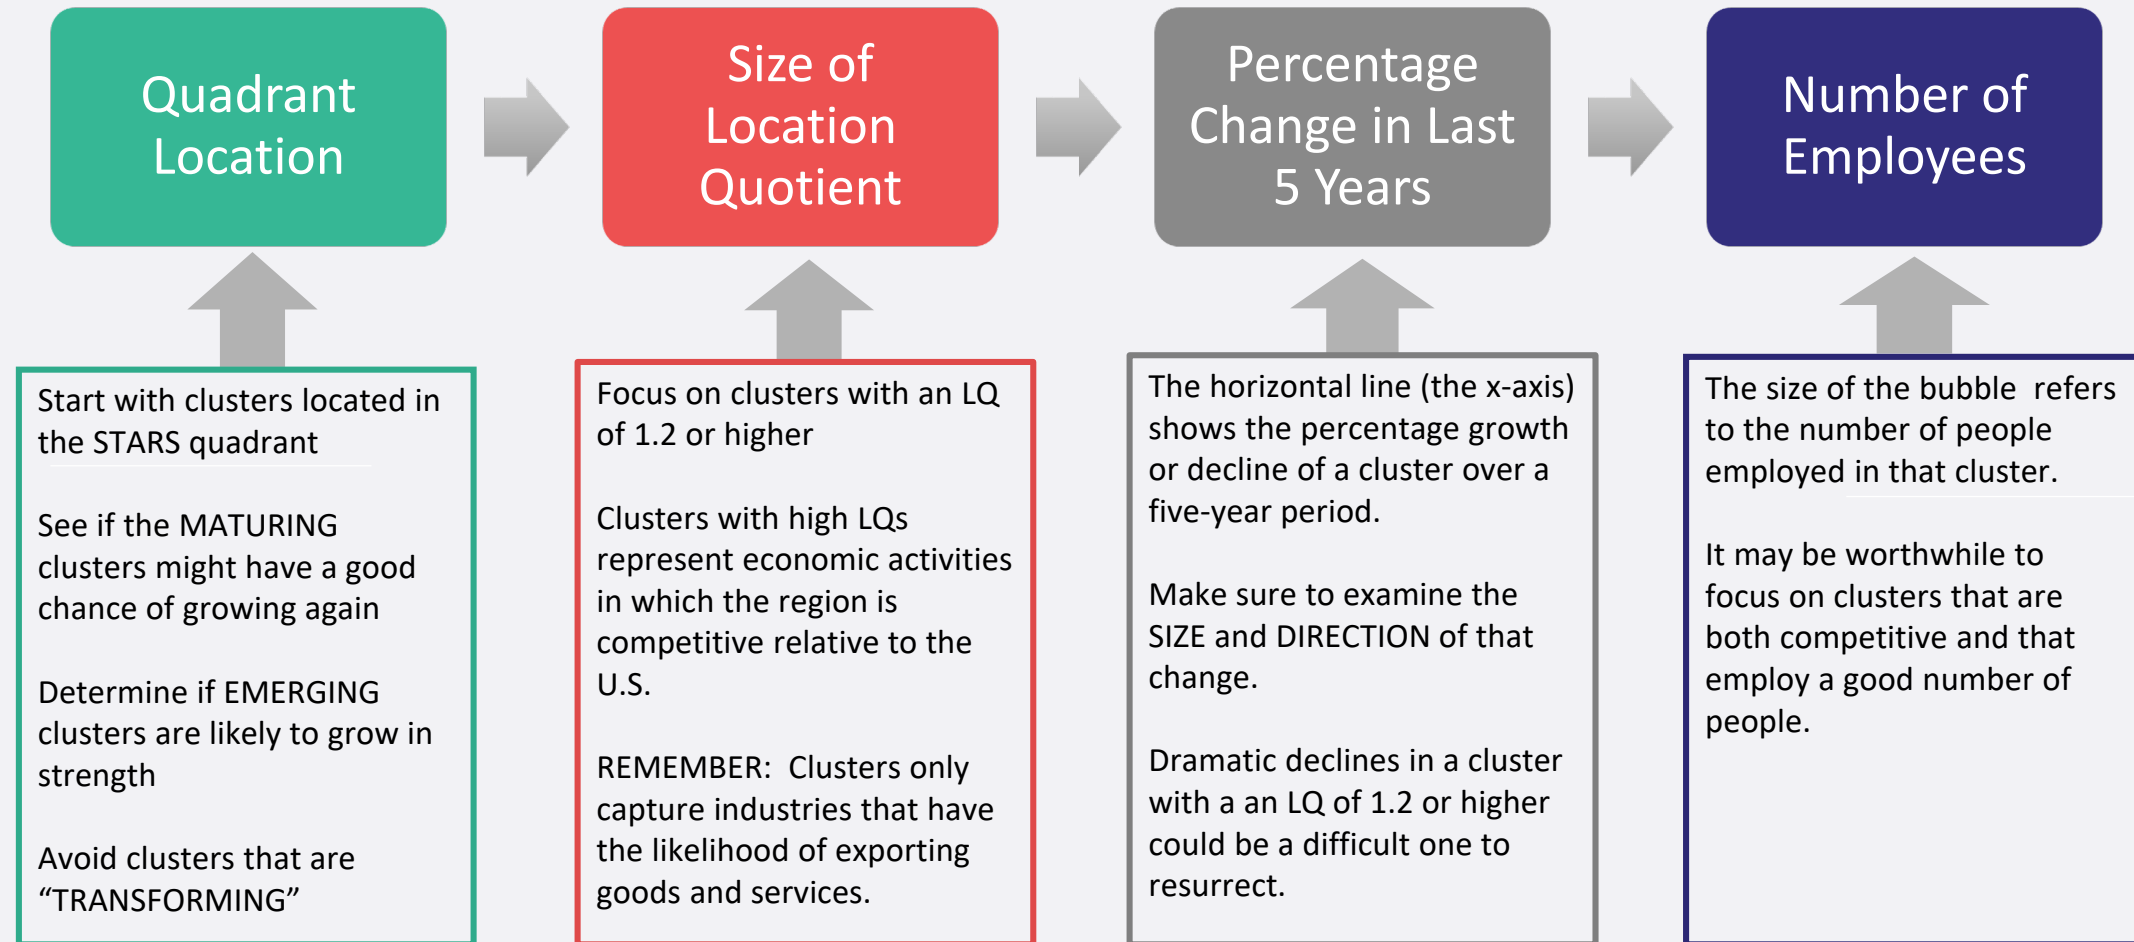 Quadrant
Location
Size of
Location
Quotient
Percentage
Change in Last
5 Years
Number of
Employees
Start with clusters located in
the STARS quadrant
See if the MATURING
clusters might have a good
chance of growing again
Determine if EMERGING
clusters are likely to grow in
strength
Avoid clusters that are
“TRANSFORMING”
Focus on clusters with an LQ
of 1.2 or higher
Clusters with high LQs
represent economic activities
in which the region is
competitive relative to the
U.S.
REMEMBER:  Clusters only
capture industries that have
the likelihood of exporting
goods and services.
The horizontal line (the x-axis)
shows the percentage growth
or decline of a cluster over a
five-year period.
Make sure to examine the
SIZE and DIRECTION of that
change.
Dramatic declines in a cluster
with a an LQ of 1.2 or higher
could be a difficult one to
resurrect.
The size of the bubble  refers
to the number of people
employed in that cluster.
It may be worthwhile to
focus on clusters that are
both competitive and that
employ a good number of
people.